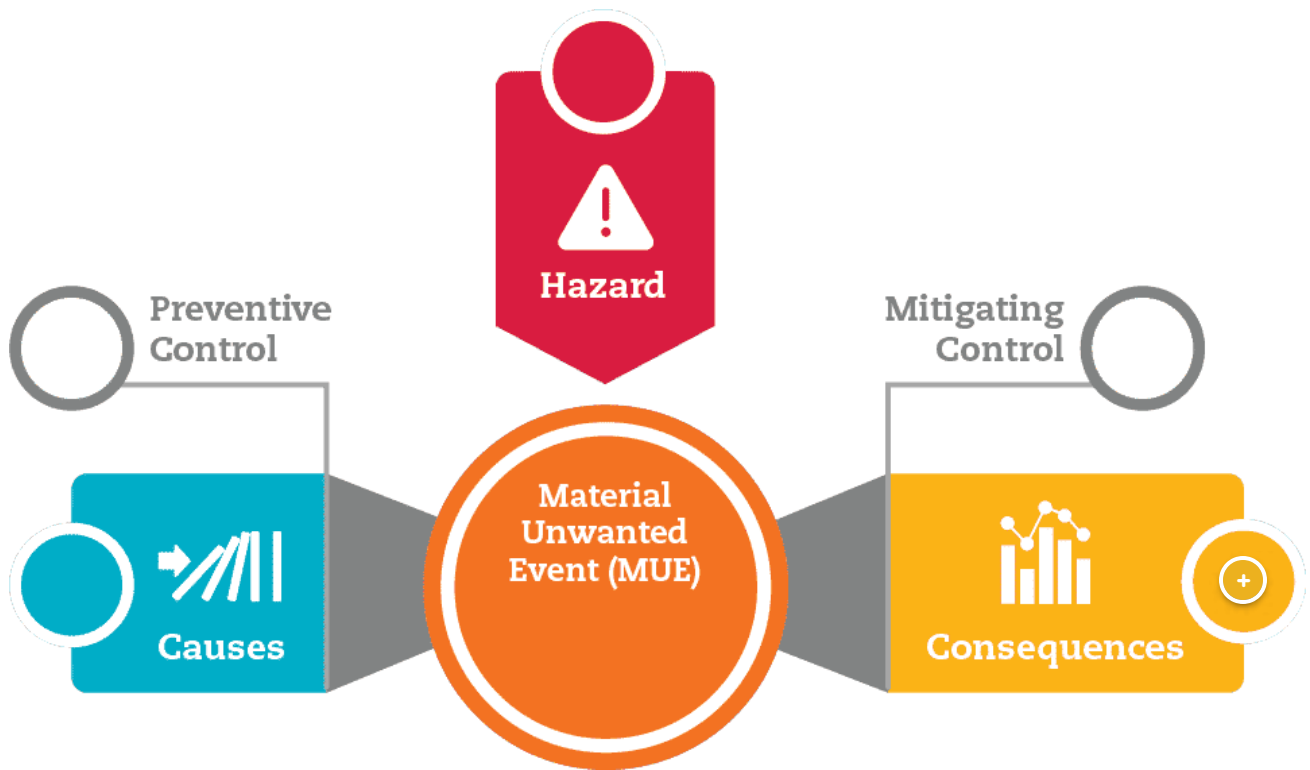 Hazard
Preventive
Control
Mitigating
Control
Material
Unwanted
Event (MUE)
Causes
Consequences
+